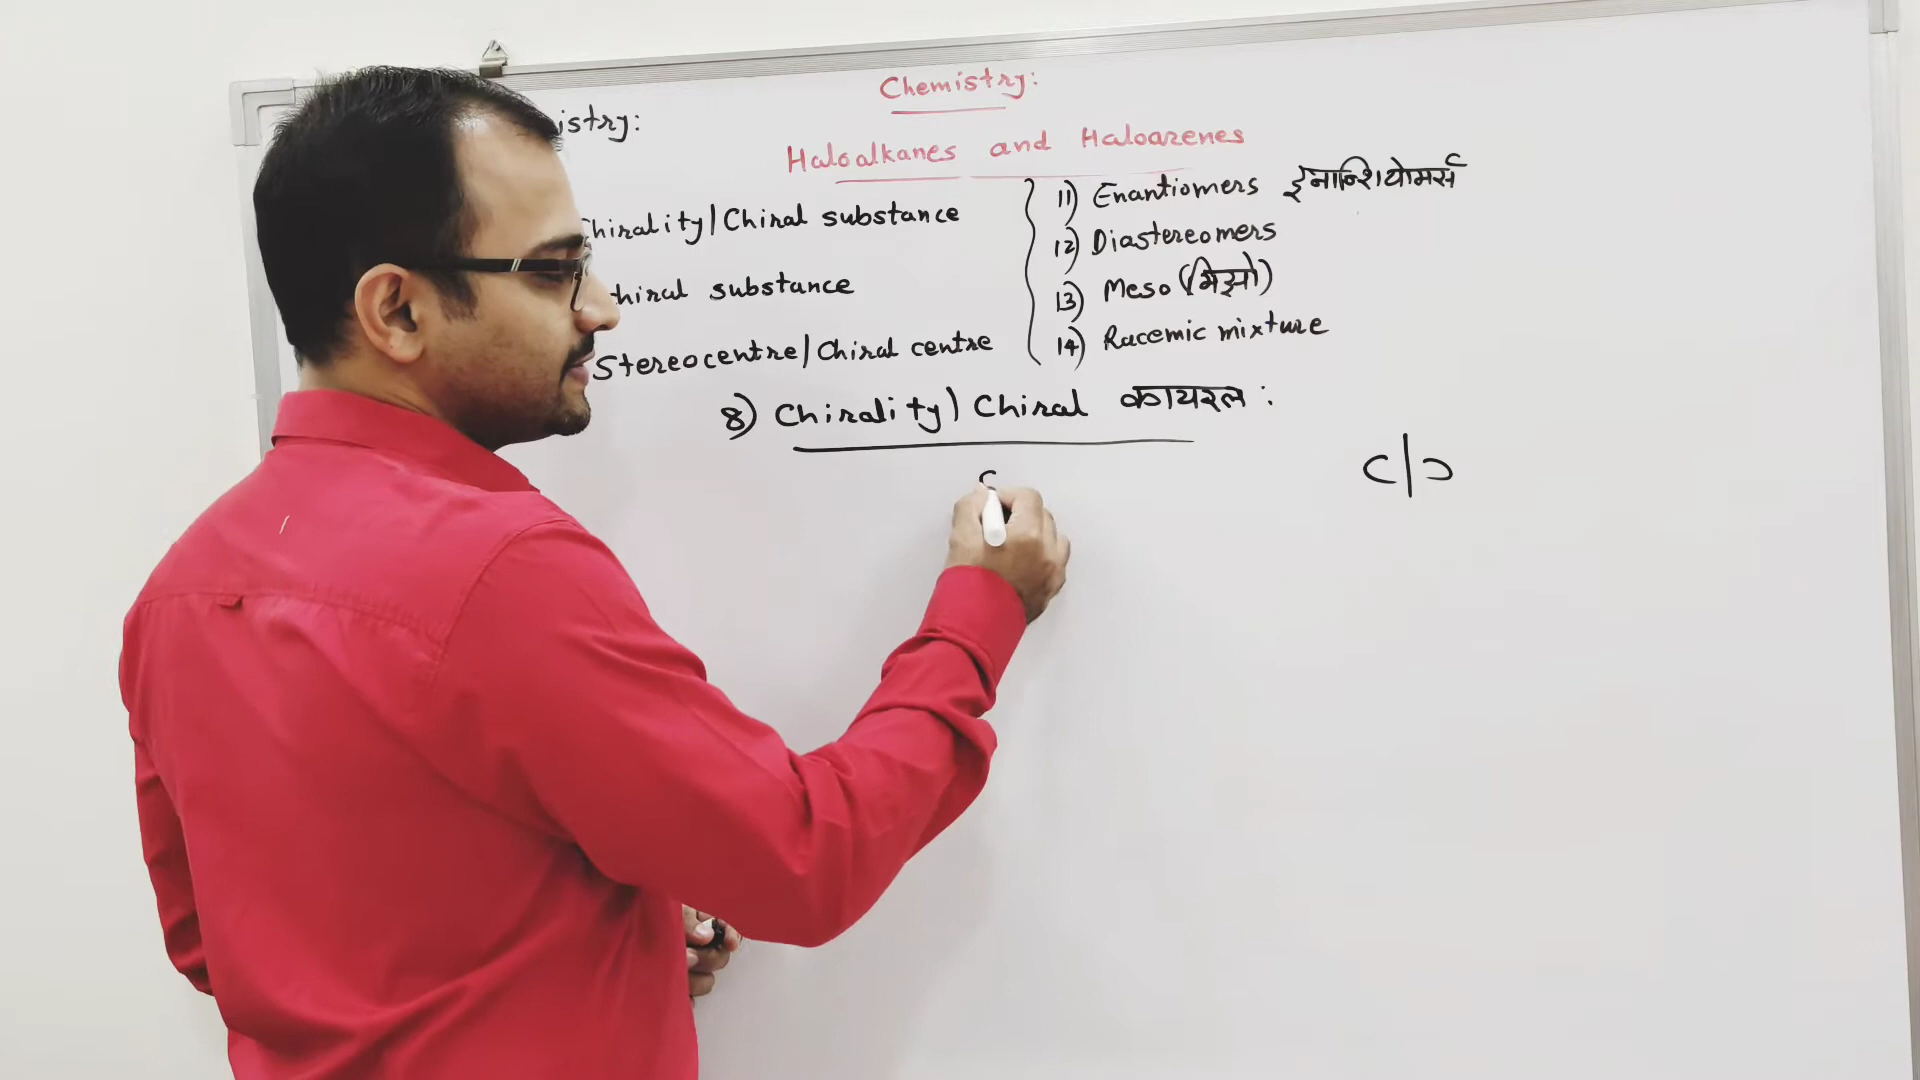 Chemistry:
istry:
Haloalkanes and Haloarenes
Chirality/Chiral substance
hiral substance
Stereocentre/Chiral centre
11) Enantiomers इनान्शियोमर्स
12) Diastereomers
13) Meso (मिझो)
14) Racemic mixture
8) Chirality/Chiral कायरल :
C|Ɔ
C